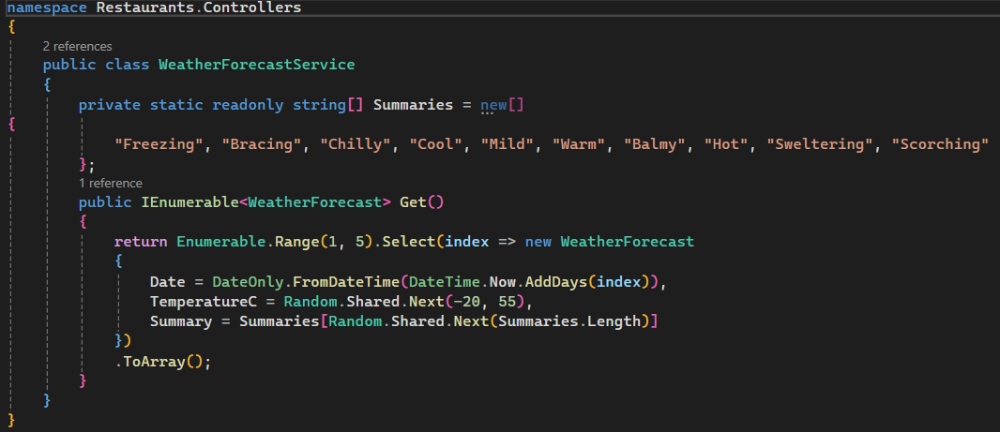 namespace Restaurants.Controllers
{
2 references
public class WeatherForecastService
{
private static readonly string[] Summaries = new[]
{
"Freezing", "Bracing", "Chilly", "Cool", "Mild", "Warm", "Balmy", "Hot", "Sweltering", "Scorching"
};
1 reference
public IEnumerable<WeatherForecast> Get()
{
return Enumerable.Range(1, 5).Select(index => new WeatherForecast
{
Date = DateOnly.FromDateTime(DateTime.Now.AddDays(index)),
TemperatureC = Random.Shared.Next(-20, 55),
Summary = Summaries[Random.Shared.Next(Summaries.Length)]
})
.ToArray();
}
}
}